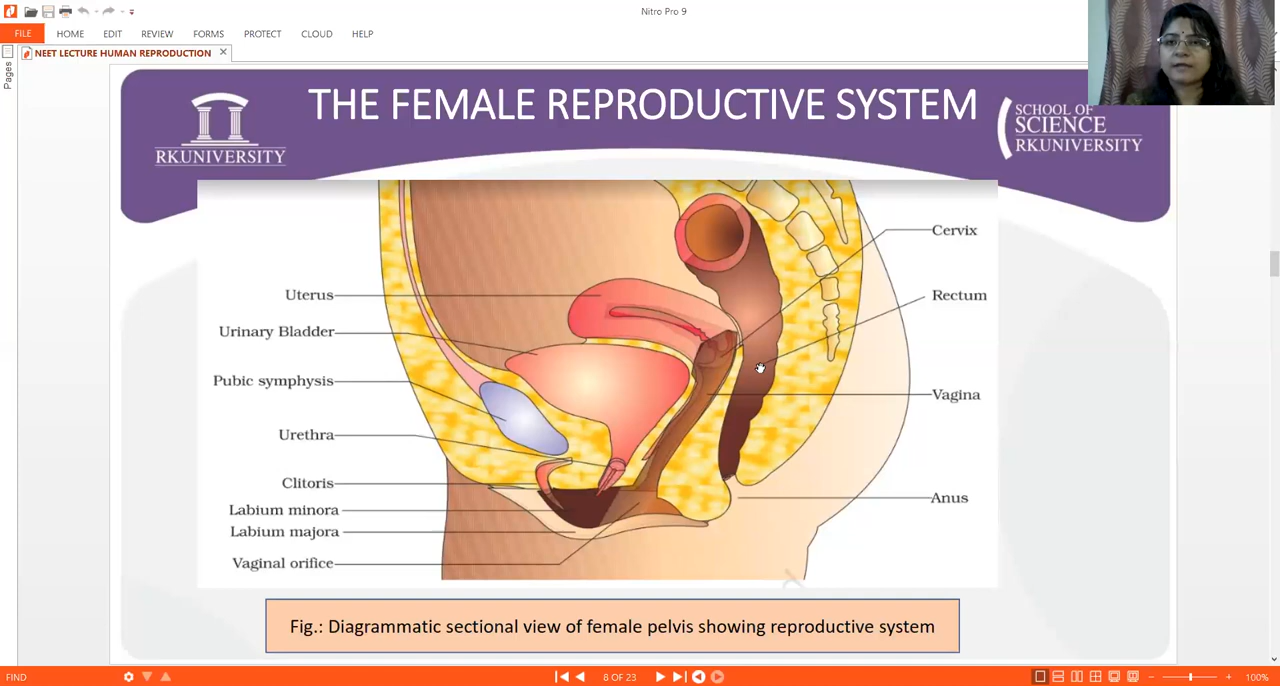 Nitro Pro 9
FILE HOME EDIT REVIEW FORMS PROTECT CLOUD HELP
NEET LECTURE HUMAN REPRODUCTION
Pages
THE FEMALE REPRODUCTIVE SYSTEM
RKUNIVERSITY
SCHOOL OF
SCIENCE
RKUNIVERSITY
Cervix
Uterus
Rectum
Urinary Bladder
Pubic symphysis
Vagina
Urethra
Clitoris
Anus
Labium minora
Labium majora
Vaginal orifice
Fig.: Diagrammatic sectional view of female pelvis showing reproductive system
FIND
8 OF 23
100%